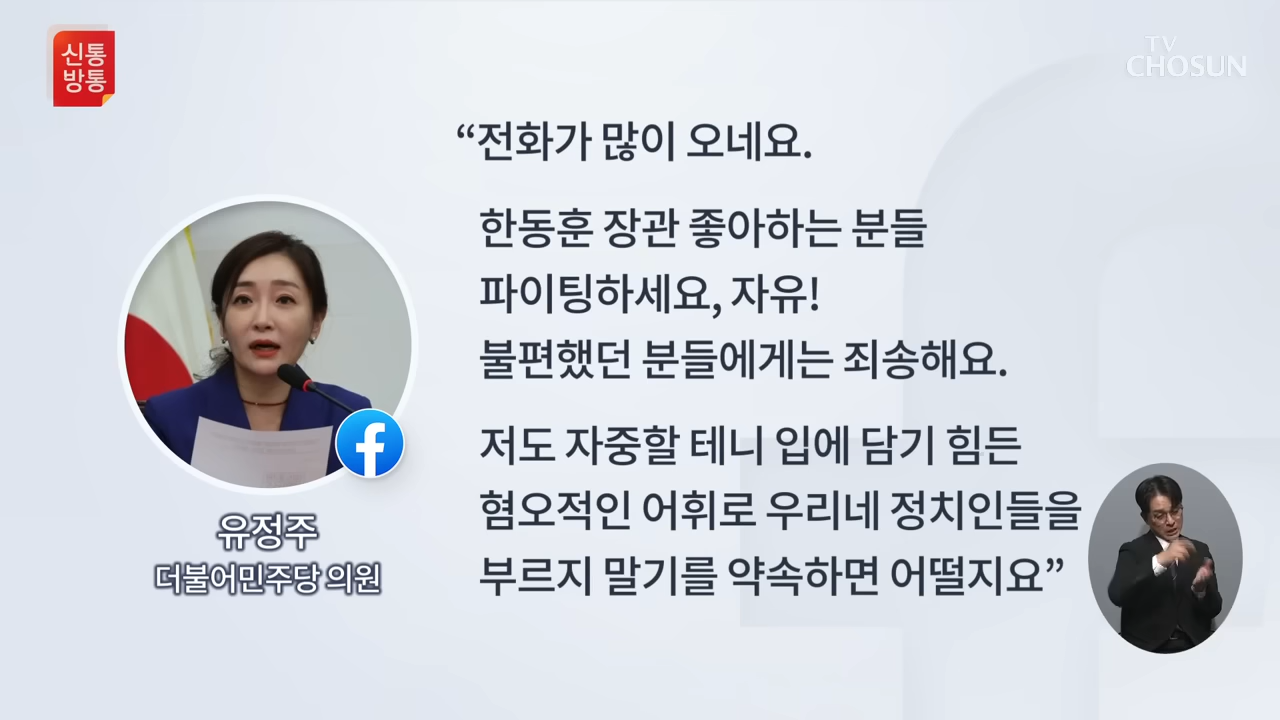 신통
방통
TV
CHOSUN
“전화가 많이 오네요.
한동훈 장관 좋아하는 분들
파이팅하세요, 자유!
불편했던 분들에게는 죄송해요.
저도 자중할 테니 입에 담기 힘든
혐오적인 어휘로 우리네 정치인들을
부르지 말기를 약속하면 어떨지요”
유정주
더불어민주당 의원